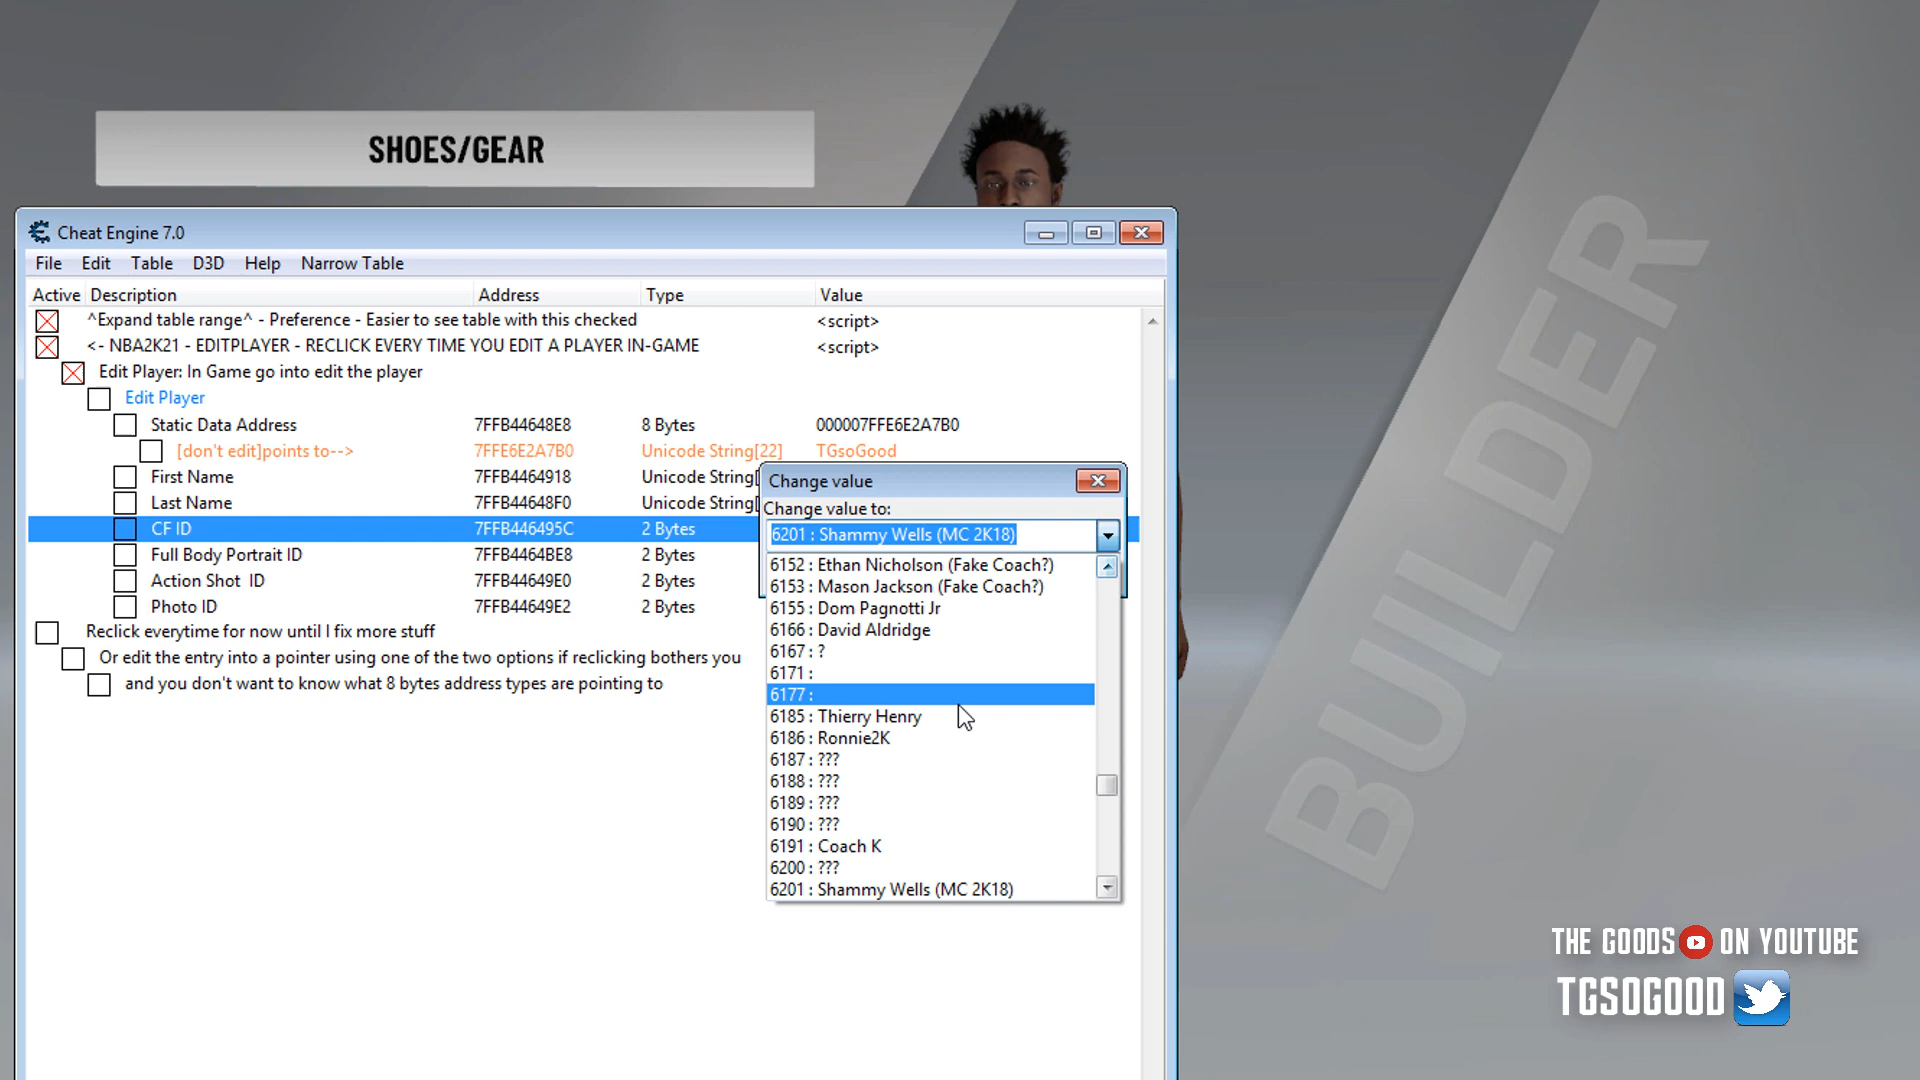 SHOES/GEAR
Cheat Engine 7.0
File Edit Table D3D Help Narrow Table
Active Description Address Type Value
^Expand table range^ - Preference - Easier to see table with this checked <script>
<- NBA2K21 - EDITPLAYER - RECLICK EVERY TIME YOU EDIT A PLAYER IN-GAME <script>
Edit Player: In Game go into edit the player
Edit Player
Static Data Address 7FFB44648E8 8 Bytes 000007FFE6E2A7B0
[don't edit]points to--> 7FFE6E2A7B0 Unicode String[22] TGsoGood
First Name 7FFB4464918 Unicode String[
Last Name 7FFB44648F0 Unicode String[
CF ID 7FFB446495C 2 Bytes
Full Body Portrait ID 7FFB4464BE8 2 Bytes
Action Shot ID 7FFB44649E0 2 Bytes
Photo ID 7FFB44649E2 2 Bytes
Reclick everytime for now until I fix more stuff
Or edit the entry into a pointer using one of the two options if reclicking bothers you
and you don't want to know what 8 bytes address types are pointing to
Change value
Change value to:
6201 : Shammy Wells (MC 2K18)
6152 : Ethan Nicholson (Fake Coach?)
6153 : Mason Jackson (Fake Coach?)
6155 : Dom Pagnotti Jr
6166 : David Aldridge
6167 : ?
6171 :
6177 :
6185 : Thierry Henry
6186 : Ronnie2K
6187 : ???
6188 : ???
6189 : ???
6190 : ???
6191 : Coach K
6200 : ???
6201 : Shammy Wells (MC 2K18)
BUILDER
THE GOODS ON YOUTUBE
TGSOGOOD